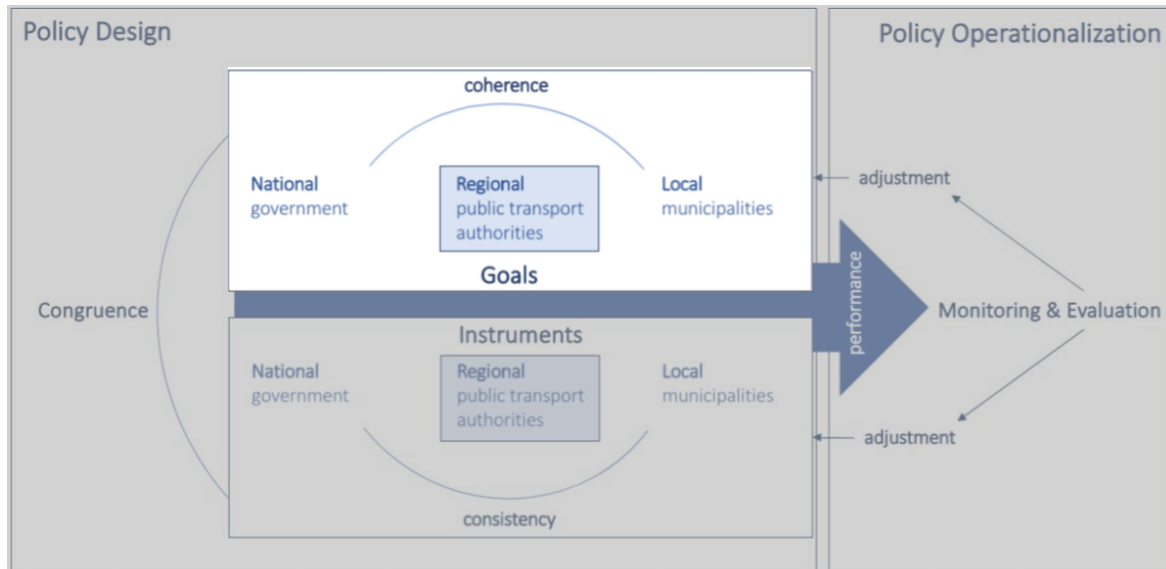 Policy Design
Policy Operationalization
coherence
National
government
Regional
public transport
authorities
Local
municipalities
Goals
adjustment
Congruence
performance
Monitoring & Evaluation
Instruments
National
government
Regional
public transport
authorities
Local
municipalities
adjustment
consistency